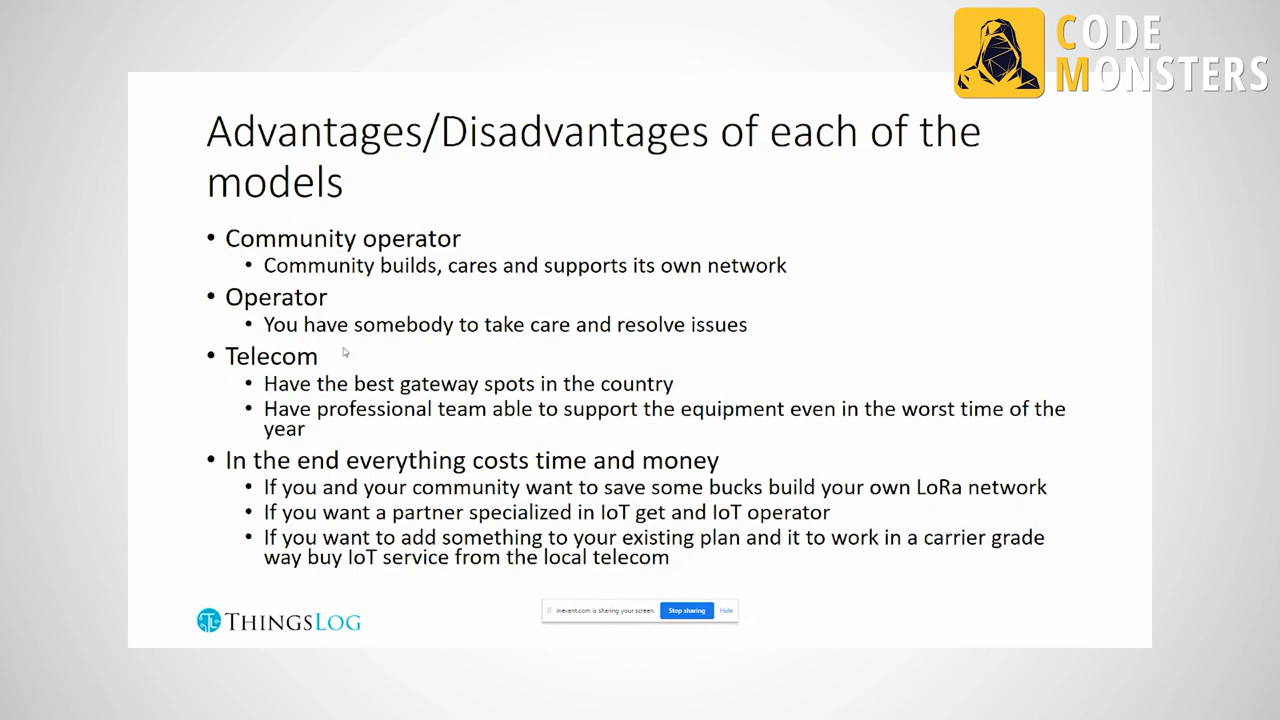 CODE
MONSTERS
Advantages/Disadvantages of each of the
models
• Community operator
• Community builds, cares and supports its own network
• Operator
• You have somebody to take care and resolve issues
• Telecom
• Have the best gateway spots in the country
• Have professional team able to support the equipment even in the worst time of the
year
• In the end everything costs time and money
• If you and your community want to save some bucks build your own LoRa network
• If you want a partner specialized in IoT get and IoT operator
• If you want to add something to your existing plan and it to work in a carrier grade
way buy IoT service from the local telecom
THINGSLOG
inevent.com is sharing your screen. Stop sharing Hide